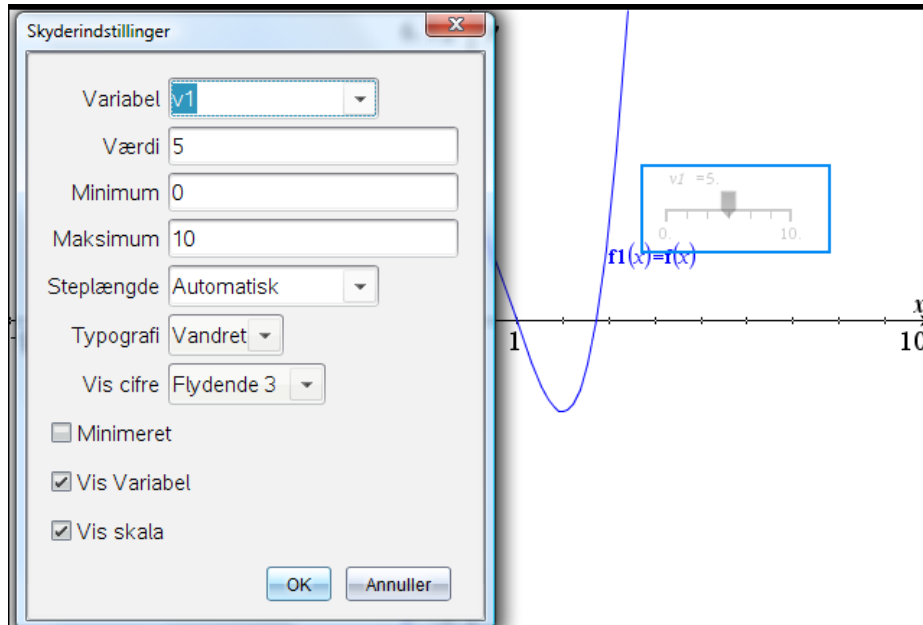 Skyderindstillinger
Variabel v1
Værdi 5
Minimum 0
Maksimum 10
Steplængde Automatisk
Typografi Vandret
Vis cifre Flydende 3
Minimeret
Vis Variabel
Vis skala
OK Annuller
v1 =5.
0. 10.
f1(x)=f(x)
x
1 10